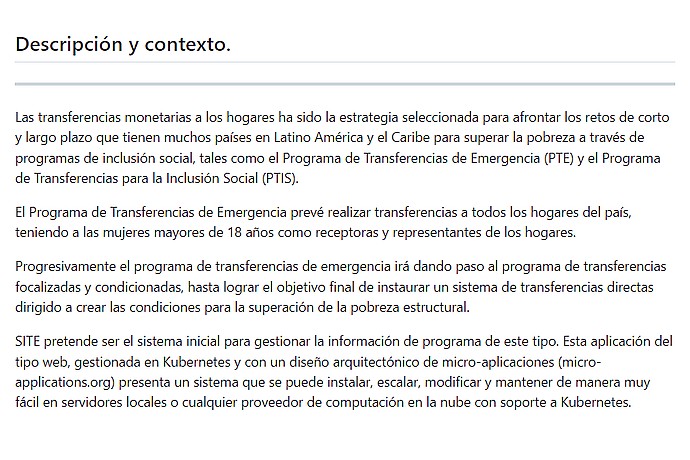 Descripción y contexto.
Las transferencias monetarias a los hogares ha sido la estrategia seleccionada para afrontar los retos de corto
y largo plazo que tienen muchos países en Latino América y el Caribe para superar la pobreza a través de
programas de inclusión social, tales como el Programa de Transferencias de Emergencia (PTE) y el Programa
de Transferencias para la Inclusión Social (PTIS).
El Programa de Transferencias de Emergencia prevé realizar transferencias a todos los hogares del país,
teniendo a las mujeres mayores de 18 años como receptoras y representantes de los hogares.
Progresivamente el programa de transferencias de emergencia irá dando paso al programa de transferencias
focalizadas y condicionadas, hasta lograr el objetivo final de instaurar un sistema de transferencias directas
dirigido a crear las condiciones para la superación de la pobreza estructural.
SITE pretende ser el sistema inicial para gestionar la información de programa de este tipo. Esta aplicación del
tipo web, gestionada en Kubernetes y con un diseño arquitectónico de micro-aplicaciones (micro-
applications.org) presenta un sistema que se puede instalar, escalar, modificar y mantener de manera muy
fácil en servidores locales o cualquier proveedor de computación en la nube con soporte a Kubernetes.